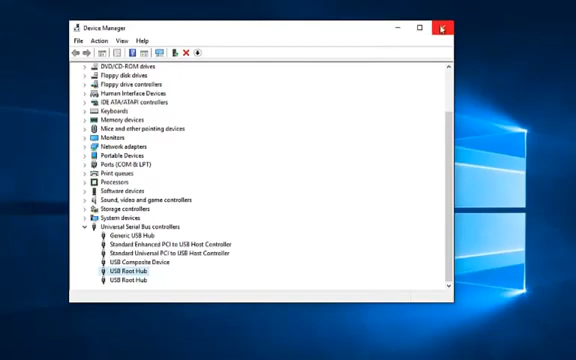 Device Manager
File Action View Help
DVD/CD-ROM drives
Floppy disk drives
Floppy drive controllers
Human Interface Devices
IDE ATA/ATAPI controllers
Keyboards
Memory devices
Mice and other pointing devices
Monitors
Network adapters
Portable Devices
Ports (COM & LPT)
Print queues
Processors
Software devices
Sound, video and game controllers
Storage controllers
System devices
Universal Serial Bus controllers
Generic USB Hub
Standard Enhanced PCI to USB Host Controller
Standard Universal PCI to USB Host Controller
USB Composite Device
USB Root Hub
USB Root Hub